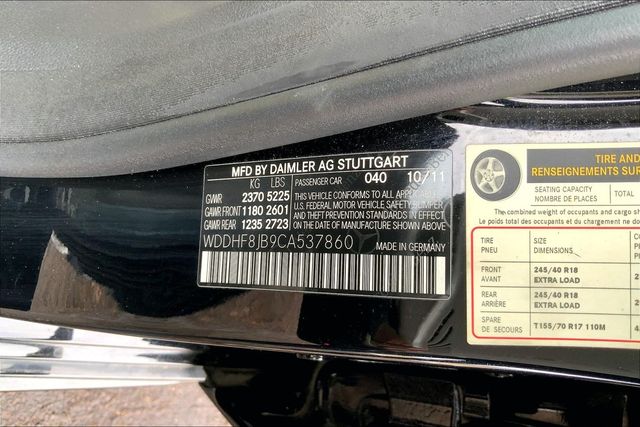 MFD BY DAIMLER AG STUTTGART
KG LBS PASSENGER CAR 040 10/11
GVWR 2370 5225
GAWR FRONT 1180 2601
GAWR REAR 1235 2723
THIS VEHICLE CONFORMS TO ALL APPLICABLE
U.S. FEDERAL MOTOR VEHICLE SAFETY, BUMPER,
AND THEFT PREVENTION STANDARDS IN EFFECT
ON THE DATE OF MANUFACTURE SHOWN ABOVE.
WDDHF8JB9CA537860
MADE IN GERMANY
TIRE AND
RENSEIGNEMENTS SUR
SEATING CAPACITY
NOMBRE DE PLACES
TOTAL
The combined weight of occupants and cargo
Le poids total des occupants et du chargement
TIRE
PNEU
SIZE
DIMENSIONS
FRONT
AVANT
245/40 R18
EXTRA LOAD
REAR
ARRIÈRE
245/40 R18
EXTRA LOAD
SPARE
DE SECOURS
T155/70 R17 110M